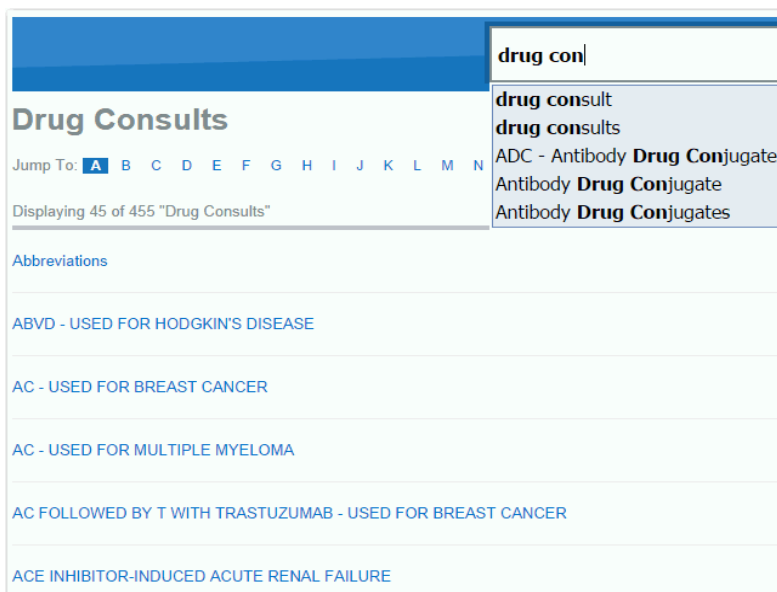 drug con
drug consult
drug consults
ADC - Antibody Drug Conjugate
Antibody Drug Conjugate
Antibody Drug Conjugates
Drug Consults
Jump To: A B C D E F G H I J K L M N
Displaying 45 of 455 "Drug Consults"
Abbreviations
ABVD - USED FOR HODGKIN'S DISEASE
AC - USED FOR BREAST CANCER
AC - USED FOR MULTIPLE MYELOMA
AC FOLLOWED BY T WITH TRASTUZUMAB - USED FOR BREAST CANCER
ACE INHIBITOR-INDUCED ACUTE RENAL FAILURE